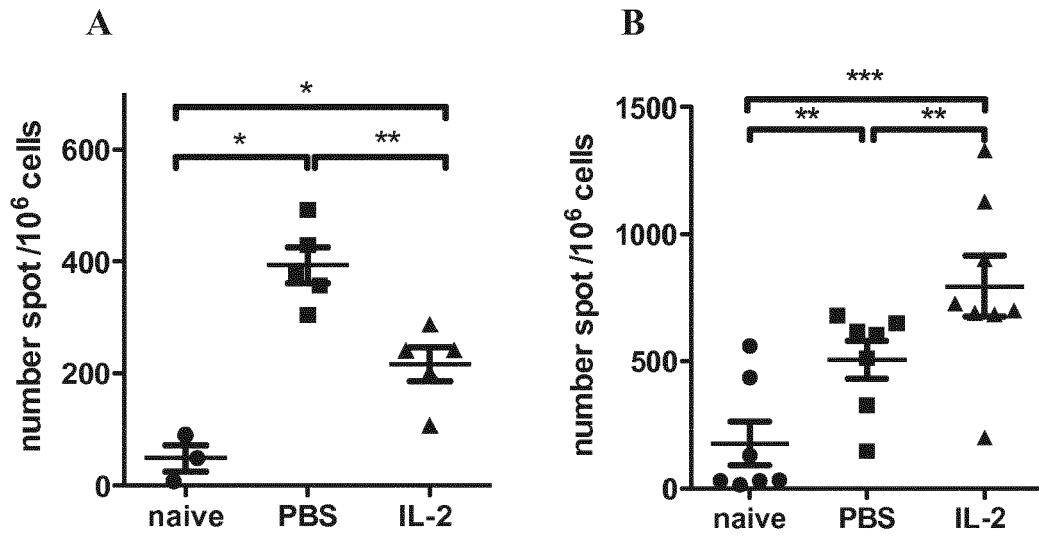 A
B
number spot /10⁶ cells
600
400
200
0
*
*
**
naive
PBS
IL-2
number spot /10⁶ cells
1500
1000
500
0
***
**
**
naive
PBS
IL-2